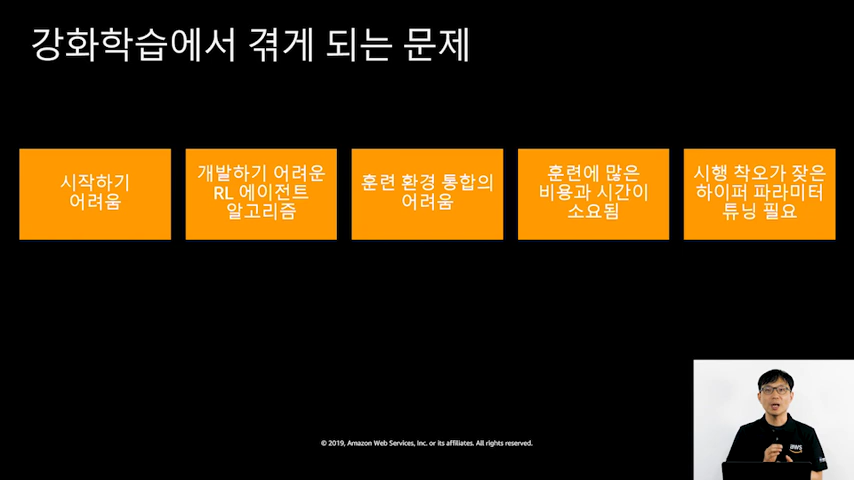 강화학습에서 겪게 되는 문제
시작하기
어려움
개발하기 어려운
RL 에이전트
알고리즘
훈련 환경 통합의
어려움
훈련에 많은
비용과 시간이
소요됨
시행 착오가 잦은
하이퍼 파라미터
튜닝 필요
© 2019, Amazon Web Services, Inc. or its affiliates. All rights reserved.
aws